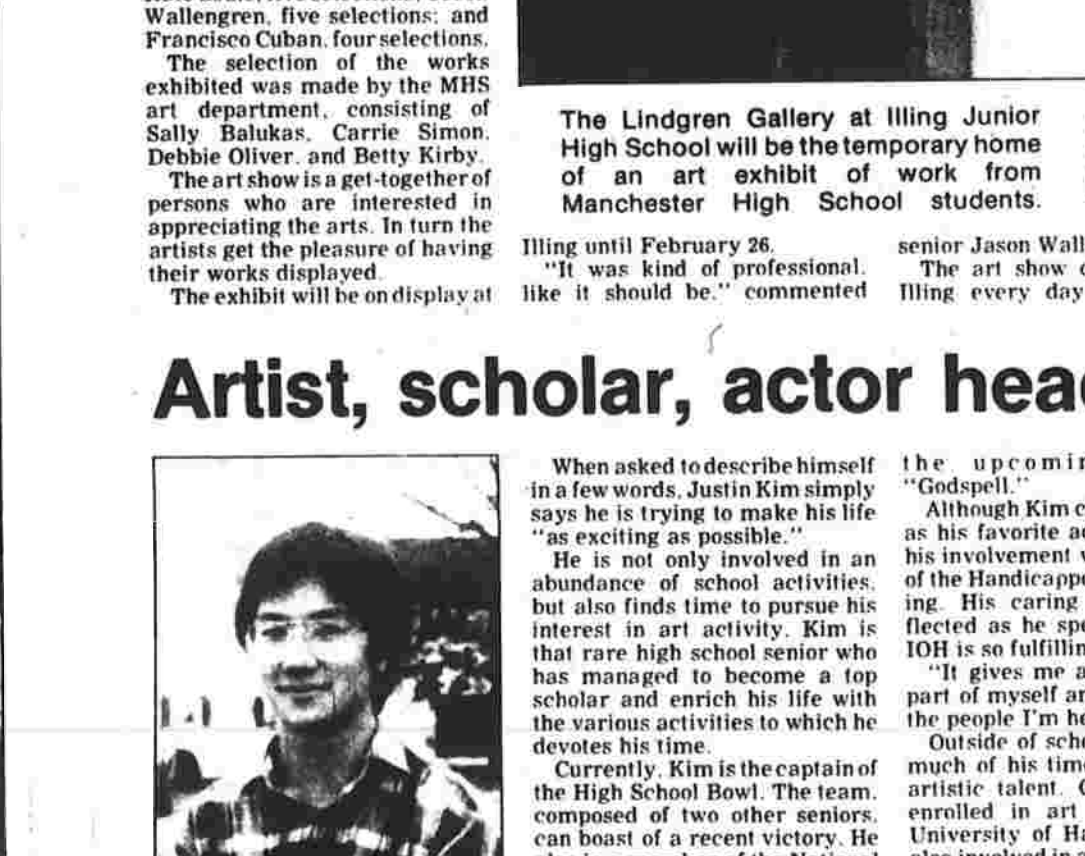 Wallengren, five selections; and
Francisco Cuban, four selections.
The selection of the works
exhibited was made by the MHS
art department, consisting of
Sally Balukas, Carrie Simon,
Debbie Oliver, and Betty Kirby.
The art show is a get-together of
persons who are interested in
appreciating the arts. In turn the
artists get the pleasure of having
their works displayed.
The exhibit will be on display at
The Lindgren Gallery at Illing Junior
High School will be the temporary home
of an art exhibit of work from
Manchester High School students.
Illing until February 26.
"It was kind of professional,
like it should be." commented
senior Jason Wall
The art show
Illing every day
Artist, scholar, actor hea
When asked to describe himself
in a few words, Justin Kim simply
says he is trying to make his life
"as exciting as possible."
He is not only involved in an
abundance of school activities,
but also finds time to pursue his
interest in art activity. Kim is
that rare high school senior who
has managed to become a top
scholar and enrich his life with
the various activities to which he
devotes his time.
Currently, Kim is the captain of
the High School Bowl. The team,
composed of two other seniors,
can boast of a recent victory. He
the upcomin
"Godspell."
Although Kim c
as his favorite a
his involvement
of the Handicapp
ing. His caring
flected as he spe
IOH is so fulfillin
"It gives me a
part of myself an
the people I'm he
Outside of scho
much of his time
artistic talent.
enrolled in art
University of Ha